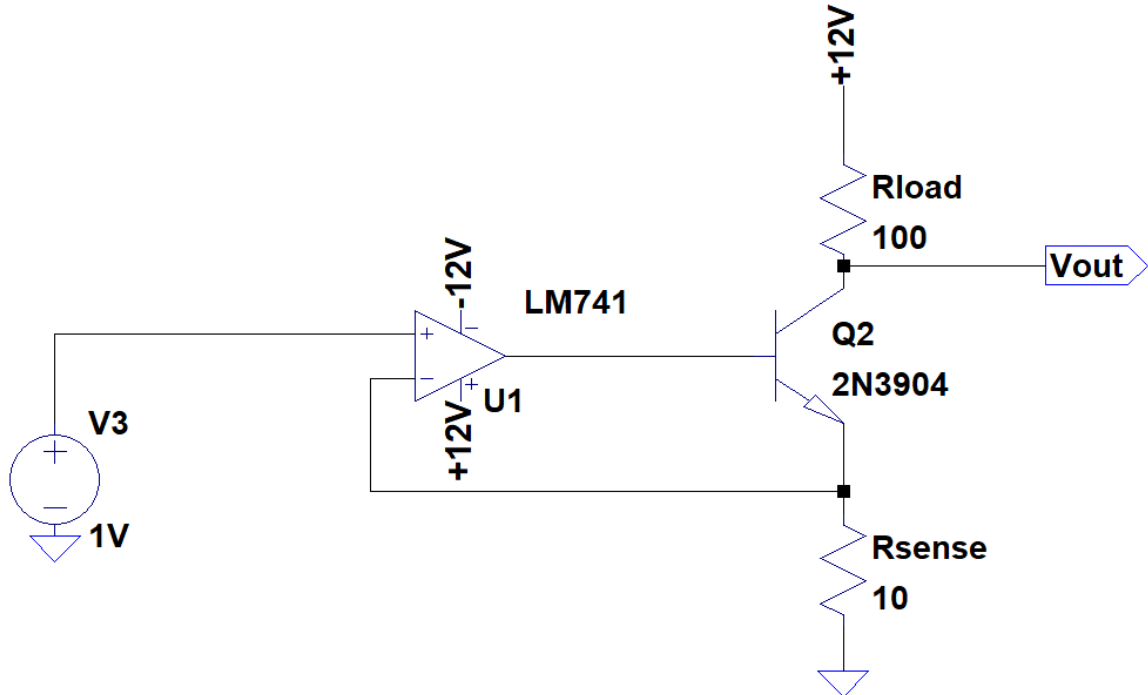 +12V
Rload
100
Vout
-12V
LM741
+
−
−
+
U1
+12V
Q2
2N3904
V3
+
−
1V
Rsense
10